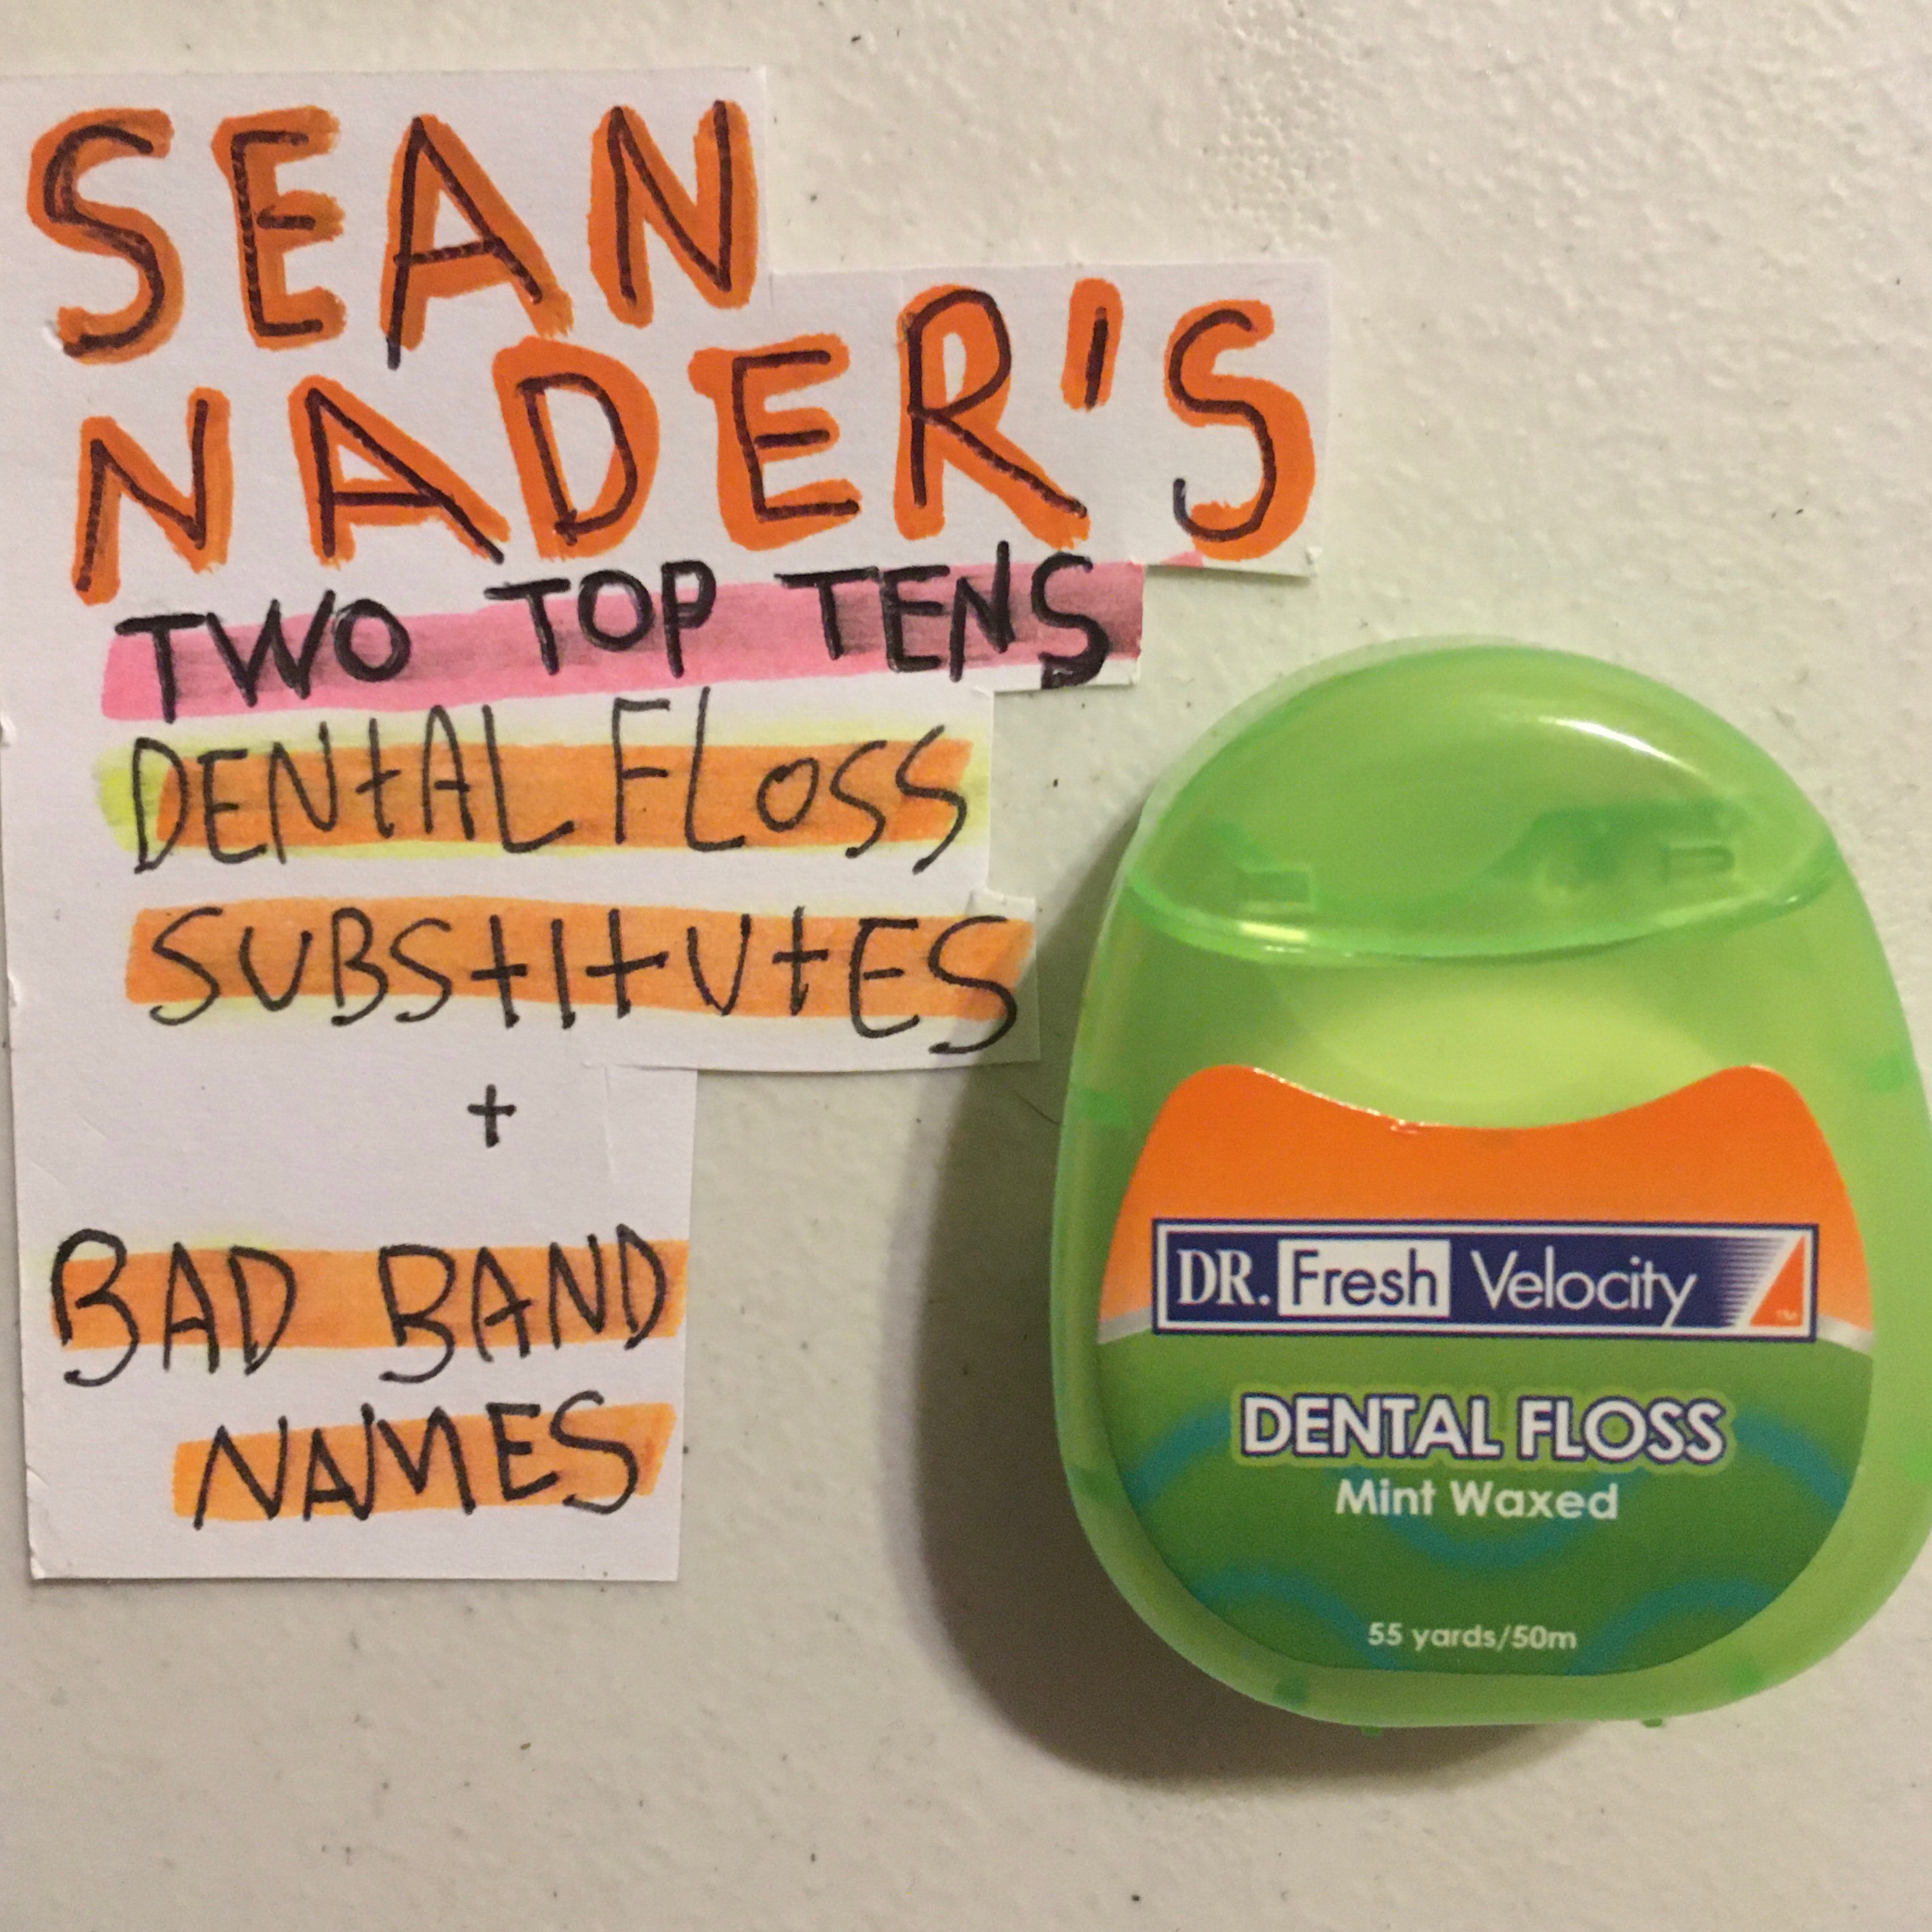 SEAN
NADER'S
TWO TOP TENS
DENtAL FLOSS
SUBStItUtES
+
BAD BAND
NAMES
DR. Fresh Velocity
TM
DENTAL FLOSS
Mint Waxed
55 yards/50m